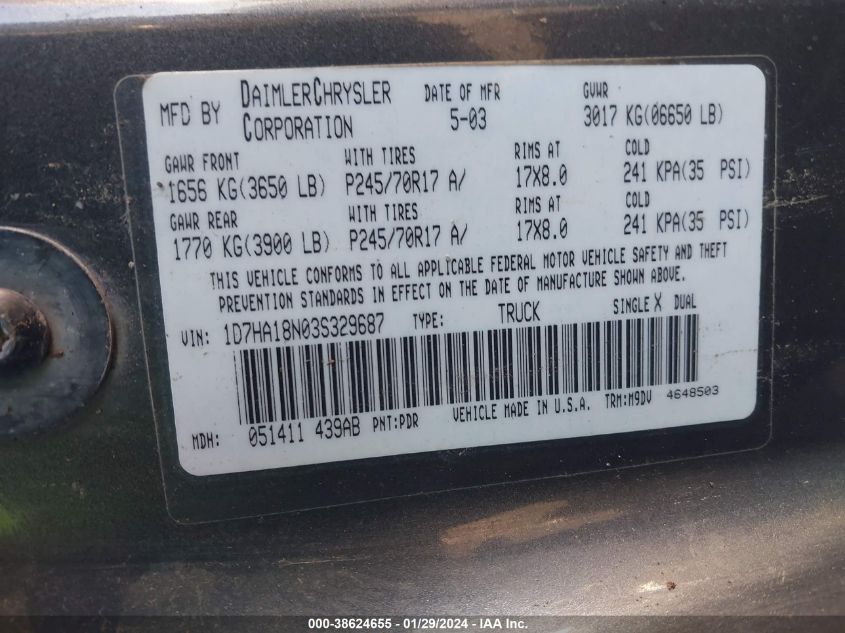 MFD BY DAIMLERCHRYSLER CORPORATION DATE OF MFR 5-03 GVWR 3017 KG(06650 LB)
GAWR FRONT WITH TIRES RIMS AT COLD
1656 KG(3650 LB) P245/70R17 A/ 17X8.0 241 KPA(35 PSI)
GAWR REAR WITH TIRES RIMS AT COLD
1770 KG(3900 LB) P245/70R17 A/ 17X8.0 241 KPA(35 PSI)
THIS VEHICLE CONFORMS TO ALL APPLICABLE FEDERAL MOTOR VEHICLE SAFETY AND THEFT
PREVENTION STANDARDS IN EFFECT ON THE DATE OF MANUFACTURE SHOWN ABOVE.
VIN: 1D7HA18N03S329687 TYPE: TRUCK SINGLE X DUAL
MDH: 051411 439AB PNT:PDR VEHICLE MADE IN U.S.A. TRM:M9DV 4648503
000-38624655 - 01/29/2024 - IAA Inc.